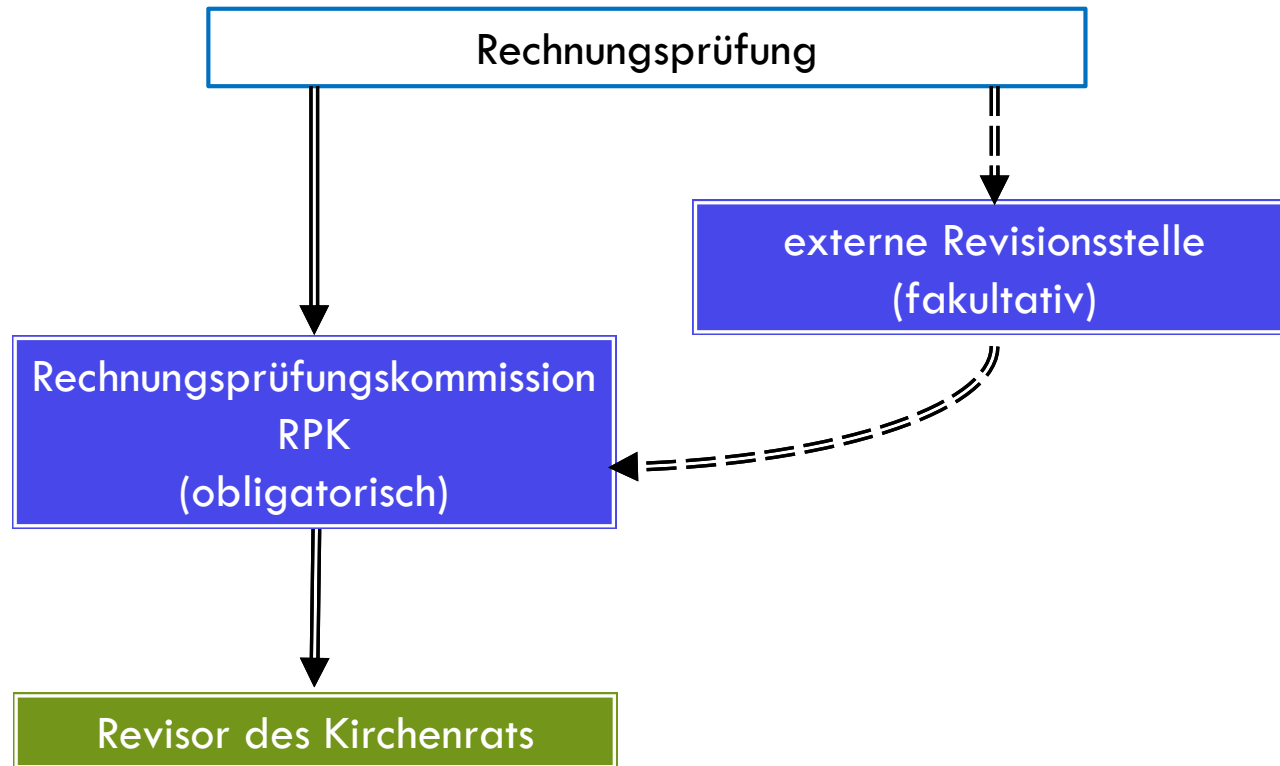 Rechnungsprüfung
externe Revisionsstelle
(fakultativ)
Rechnungsprüfungskommission
RPK
(obligatorisch)
Revisor des Kirchenrats